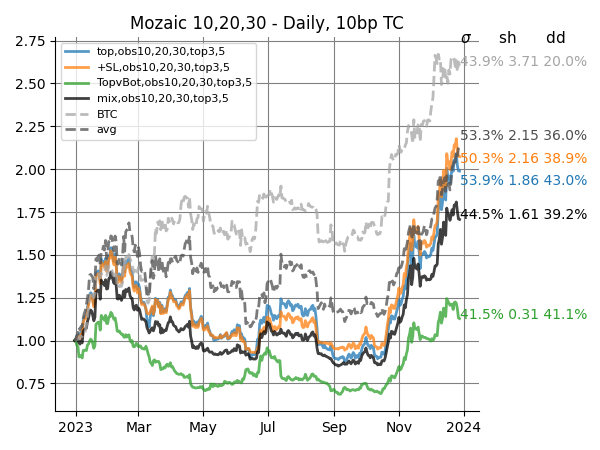 Mozaic 10,20,30 - Daily, 10bp TC
σ sh dd
2.75
2.50
2.25
2.00
1.75
1.50
1.25
1.00
0.75
top,obs10,20,30,top3,5
+SL,obs10,20,30,top3,5
TopvBot,obs10,20,30,top3,5
mix,obs10,20,30,top3,5
BTC
avg
43.9% 3.71 20.0%
53.3% 2.15 36.0%
50.3% 2.16 38.9%
53.9% 1.86 43.0%
44.5% 1.61 39.2%
41.5% 0.31 41.1%
2023 Mar May Jul Sep Nov 2024